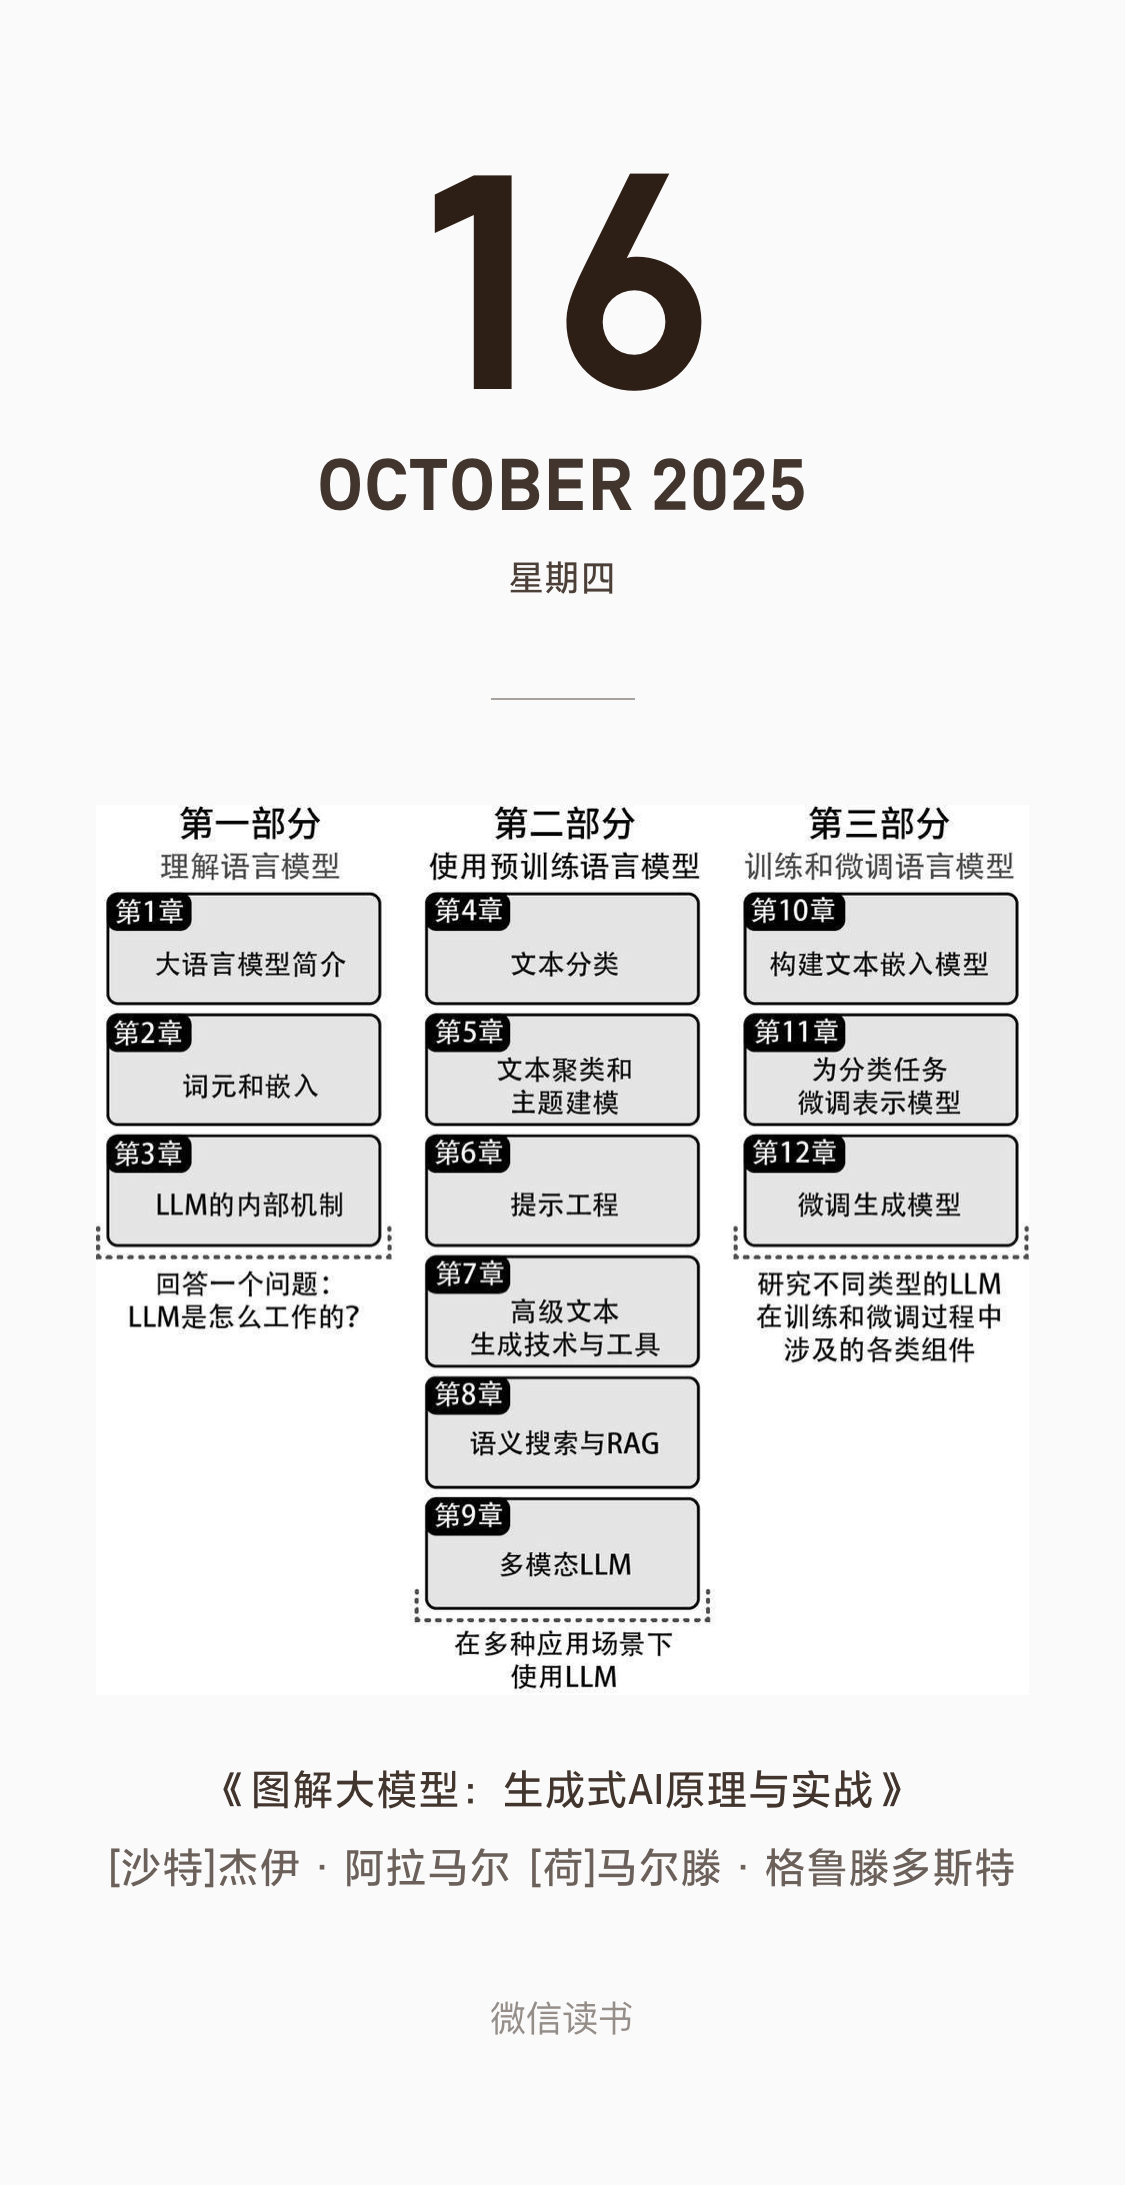 16
OCTOBER 2025
星期四
第一部分
理解语言模型
第1章
大语言模型简介
第2章
词元和嵌入
第3章
LLM的内部机制
回答一个问题：
LLM是怎么工作的？
第二部分
使用预训练语言模型
第4章
文本分类
第5章
文本聚类和
主题建模
第6章
提示工程
第7章
高级文本
生成技术与工具
第8章
语义搜索与RAG
第9章
多模态LLM
在多种应用场景下
使用LLM
第三部分
训练和微调语言模型
第10章
构建文本嵌入模型
第11章
为分类任务
微调表示模型
第12章
微调生成模型
研究不同类型的LLM
在训练和微调过程中
涉及的各类组件
《图解大模型：生成式AI原理与实战》
[沙特]杰伊·阿拉马尔 [荷]马尔滕·格鲁滕多斯特
微信读书